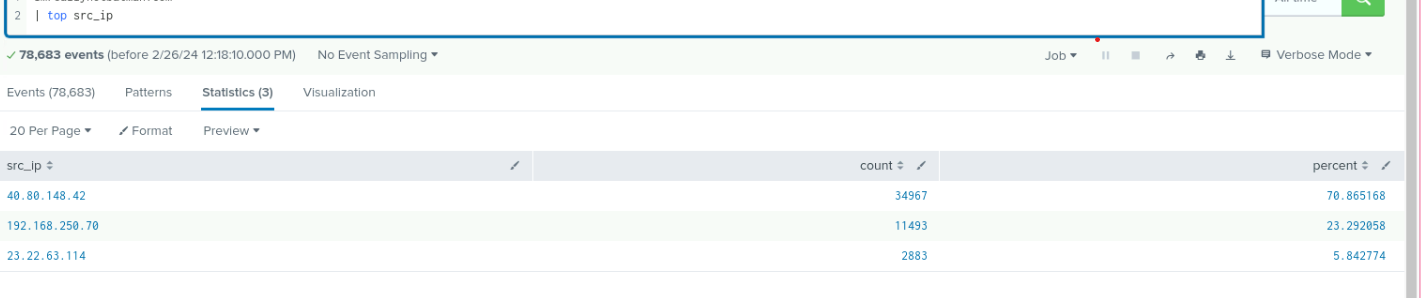 2 | top src_ip
78,683 events (before 2/26/24 12:18:10.000 PM) No Event Sampling Job Verbose Mode
Events (78,683) Patterns Statistics (3) Visualization
20 Per Page Format Preview
src_ip count percent
40.80.148.42 34967 70.865168
192.168.250.70 11493 23.292058
23.22.63.114 2883 5.842774